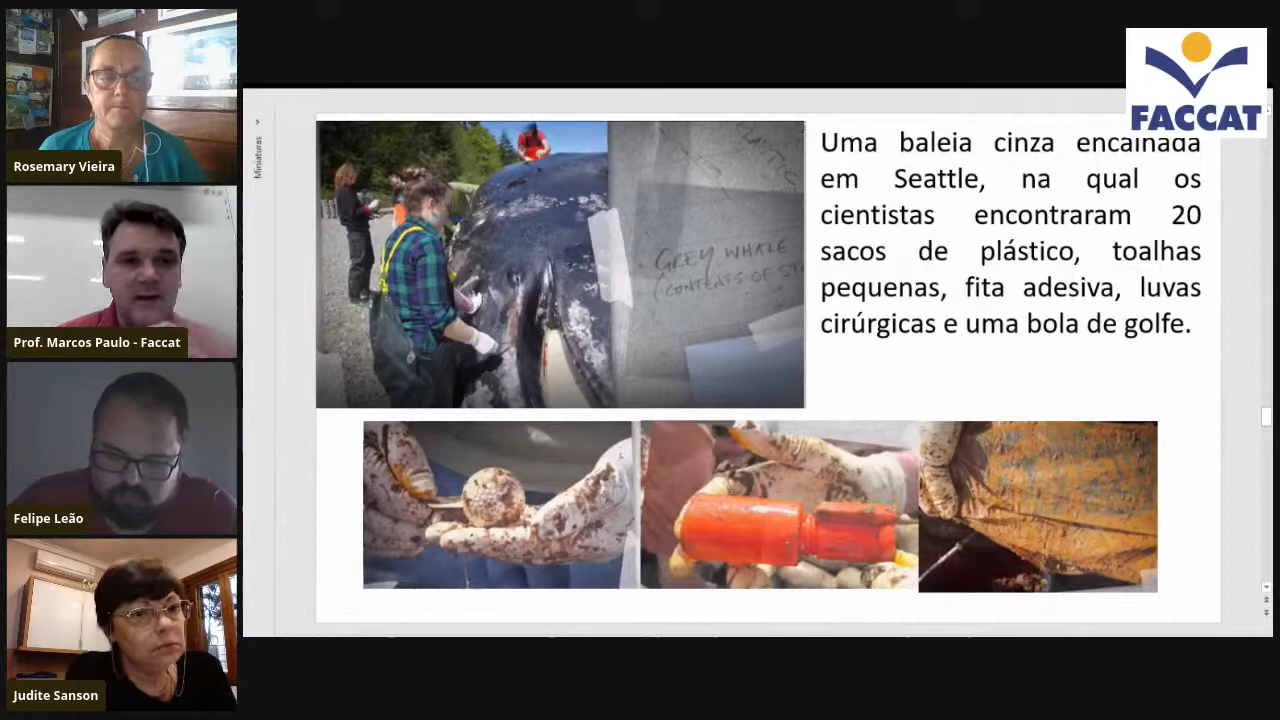 Rosemary Vieira
Prof. Marcos Paulo - Faccat
Felipe Leão
Judite Sanson
Miniaturas
GREY WHALE
(CONTENTS OF
FACCAT
Uma baleia cinza encalhada
em Seattle, na qual os
cientistas encontraram 20
sacos de plástico, toalhas
pequenas, fita adesiva, luvas
cirúrgicas e uma bola de golfe.